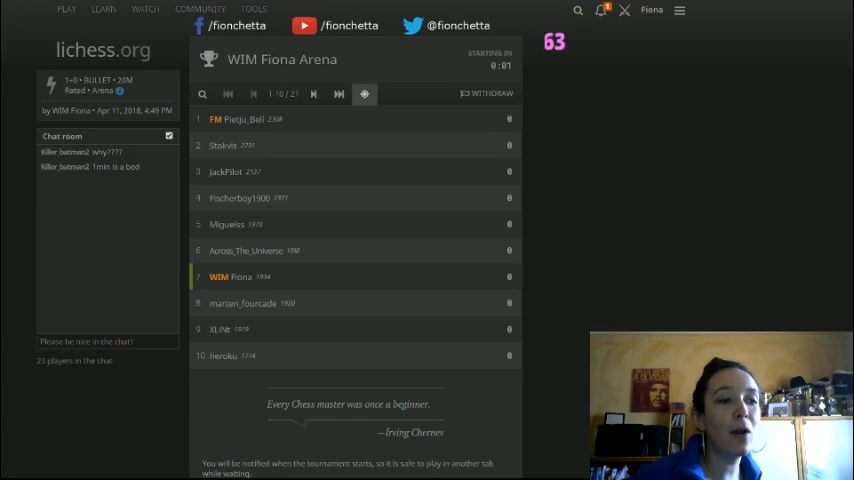 PLAY LEARN WATCH COMMUNITY TOOLS
1
Fiona
/fionchetta /fionchetta @fionchetta
lichess.org
63
WIM Fiona Arena
STARTING IN
0:01
1+0 • BULLET • 20M
Rated • Arena
by WIM Fiona • Apr 11, 2018, 4:49 PM
1-10 / 21
WITHDRAW
Chat room
Killer_batman2 why????
Killer_batman2 1min is a bed
1 FM Pietju_Bell 2308 0
2 Stokvis 2231 0
3 JackPilot 2137 0
4 Fischerboy1900 1971 0
5 Miguelss 1970 0
6 Across_The_Universe 1950 0
7 WIM Fiona 1934 0
8 marten_fourcade 1920 0
9 XLiNt 1919 0
10 heroku 1774 0
Please be nice in the chat!
23 players in the chat
Every Chess master was once a beginner.
—Irving Chernev
You will be notified when the tournament starts, so it is safe to play in another tab
while waiting.